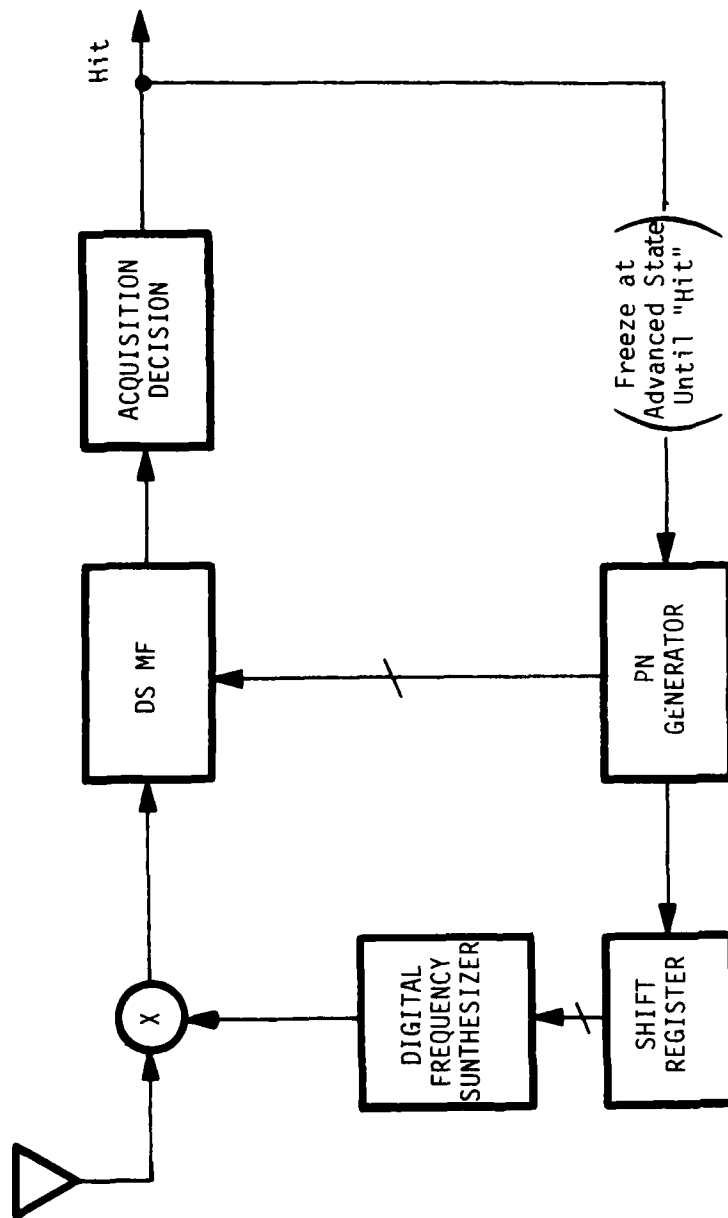 Hit
X
DS MF
ACQUISITION
DECISION
DIGITAL
FREQUENCY
SUNTHESIZER
SHIFT
REGISTER
PN
GENERATOR
(Freeze at
Advanced State
Until "Hit")